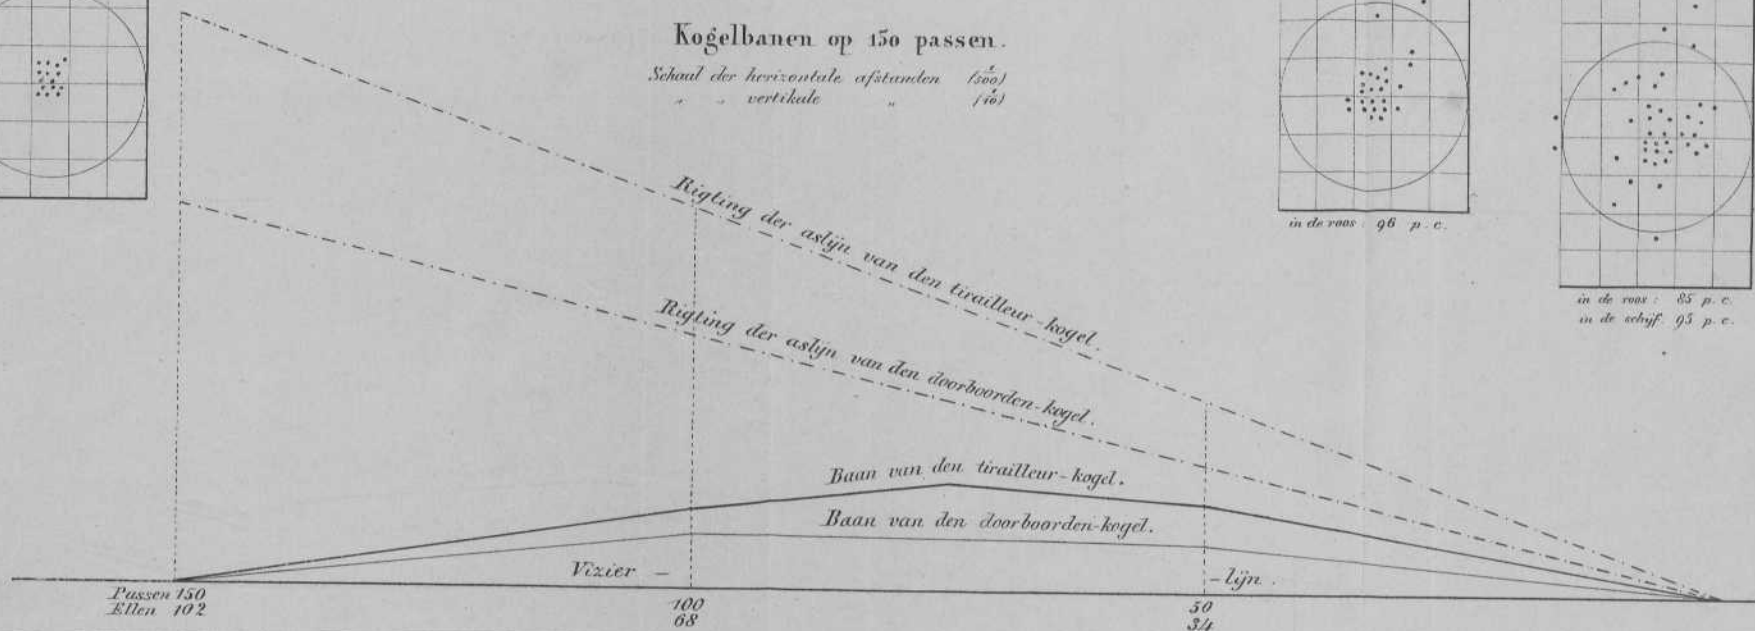 Kogelbanen op 150 passen.
Schaal der horizontale afstanden (1/500)
" " vertikale " (1/10)
in de roos : 96 p. c.
in de roos : 85 p. c.
in de schijf. 95 p. c.
Rigting der aslijn van den tirailleur-kogel.
Rigting der aslijn van den doorboorden-kogel.
Baan van den tirailleur-kogel.
Baan van den doorboorden-kogel.
Vizier - - lijn.
Passen 150 100 50
Ellen 102 68 34